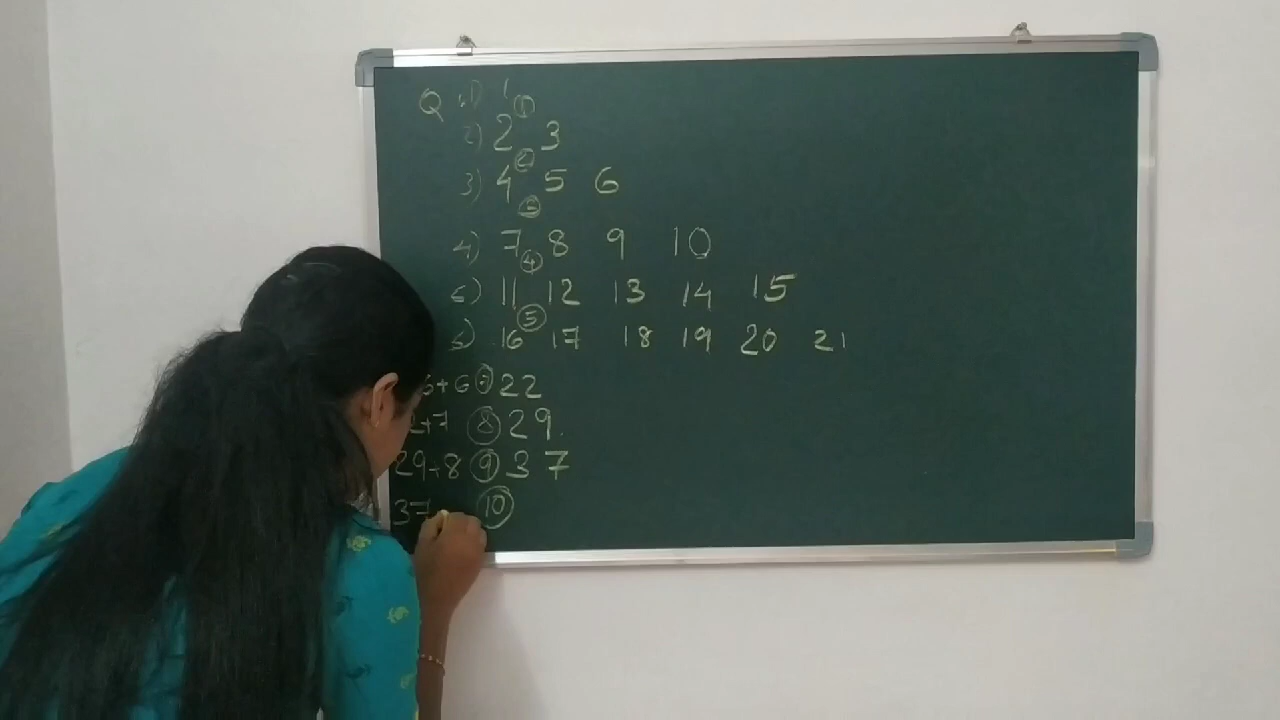 Q 1) 1
①
2) 2 3
②
3) 4 5 6
③
4) 7 8 9 10
④
5) 11 12 13 14 15
⑤
6) 16 17 18 19 20 21
6+6 ⑦ 22
2+7 ⑧ 29.
29+8 ⑨ 37
37 ⑩